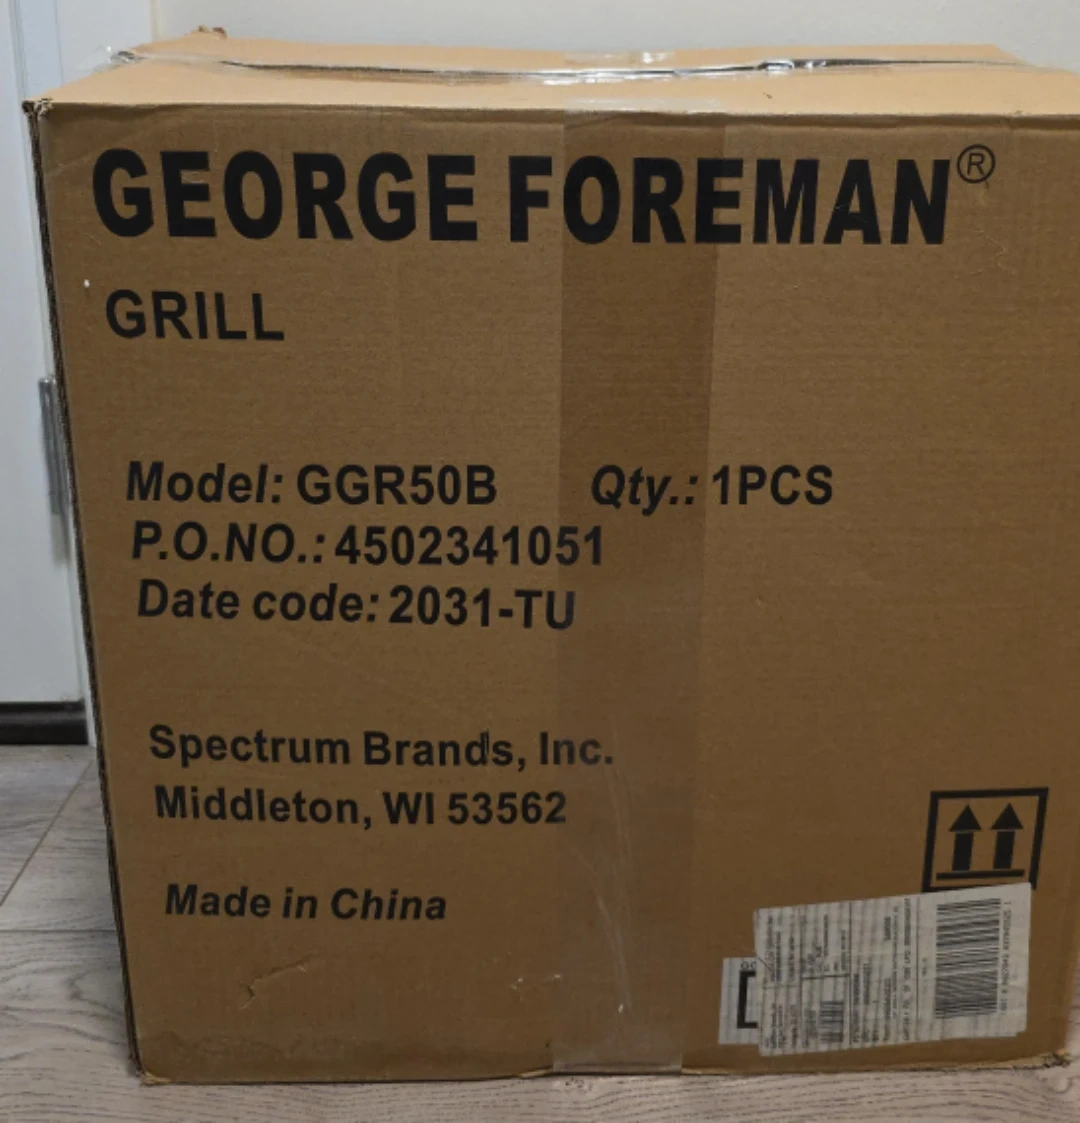 GEORGE FOREMAN®
GRILL
Model: GGR50B Qty.: 1PCS
P.O.NO.: 4502341051
Date code: 2031-TU
Spectrum Brands, Inc.
Middleton, WI 53562
Made in China